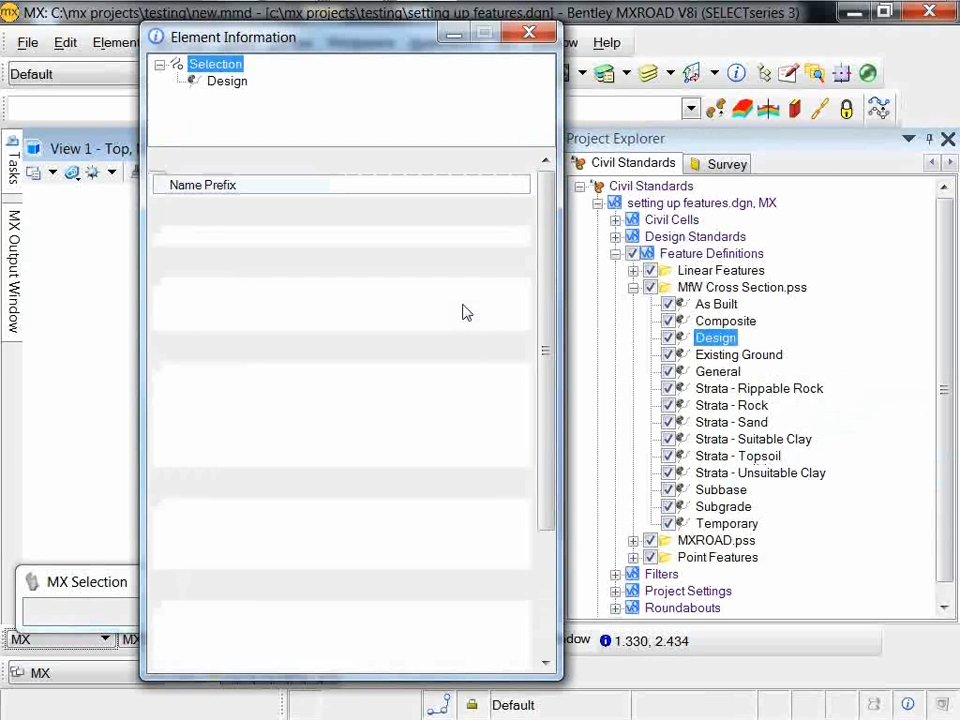 MX: C:\mx projects\testing\new.mmd - [c:\mx projects\testing\setting up features.dgn] - Bentley MXROAD V8i (SELECTseries 3)
File Edit Element
Help
Element Information
Default
Selection
Design
Name Prefix
View 1 - Top,
Tasks
MX Output Window
Project Explorer
Civil Standards
Survey
Civil Standards
setting up features.dgn, MX
Civil Cells
Design Standards
Feature Definitions
Linear Features
MfW Cross Section.pss
As Built
Composite
Design
Existing Ground
General
Strata - Rippable Rock
Strata - Rock
Strata - Sand
Strata - Suitable Clay
Strata - Topsoil
Strata - Unsuitable Clay
Subbase
Subgrade
Temporary
MXROAD.pss
Point Features
Filters
Project Settings
Roundabouts
MX Selection
MX
1.330, 2.434
MX
Default